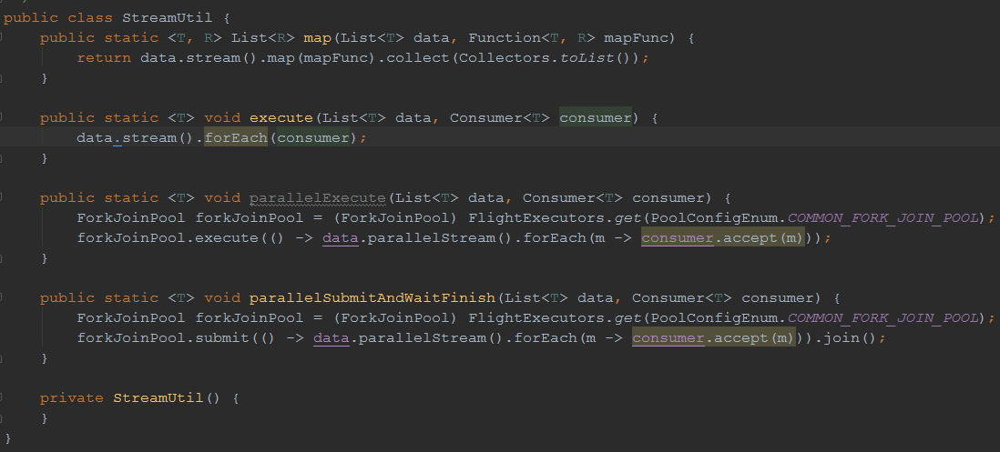 public class StreamUtil {
    public static <T, R> List<R> map(List<T> data, Function<T, R> mapFunc) {
        return data.stream().map(mapFunc).collect(Collectors.toList());
    }
    public static <T> void execute(List<T> data, Consumer<T> consumer) {
        data.stream().forEach(consumer);
    }
    public static <T> void parallelExecute(List<T> data, Consumer<T> consumer) {
        ForkJoinPool forkJoinPool = (ForkJoinPool) FlightExecutors.get(PoolConfigEnum.COMMON_FORK_JOIN_POOL);
        forkJoinPool.execute(() -> data.parallelStream().forEach(m -> consumer.accept(m)));
    }
    public static <T> void parallelSubmitAndWaitFinish(List<T> data, Consumer<T> consumer) {
        ForkJoinPool forkJoinPool = (ForkJoinPool) FlightExecutors.get(PoolConfigEnum.COMMON_FORK_JOIN_POOL);
        forkJoinPool.submit(() -> data.parallelStream().forEach(m -> consumer.accept(m))).join();
    }
    private StreamUtil() {
    }
}